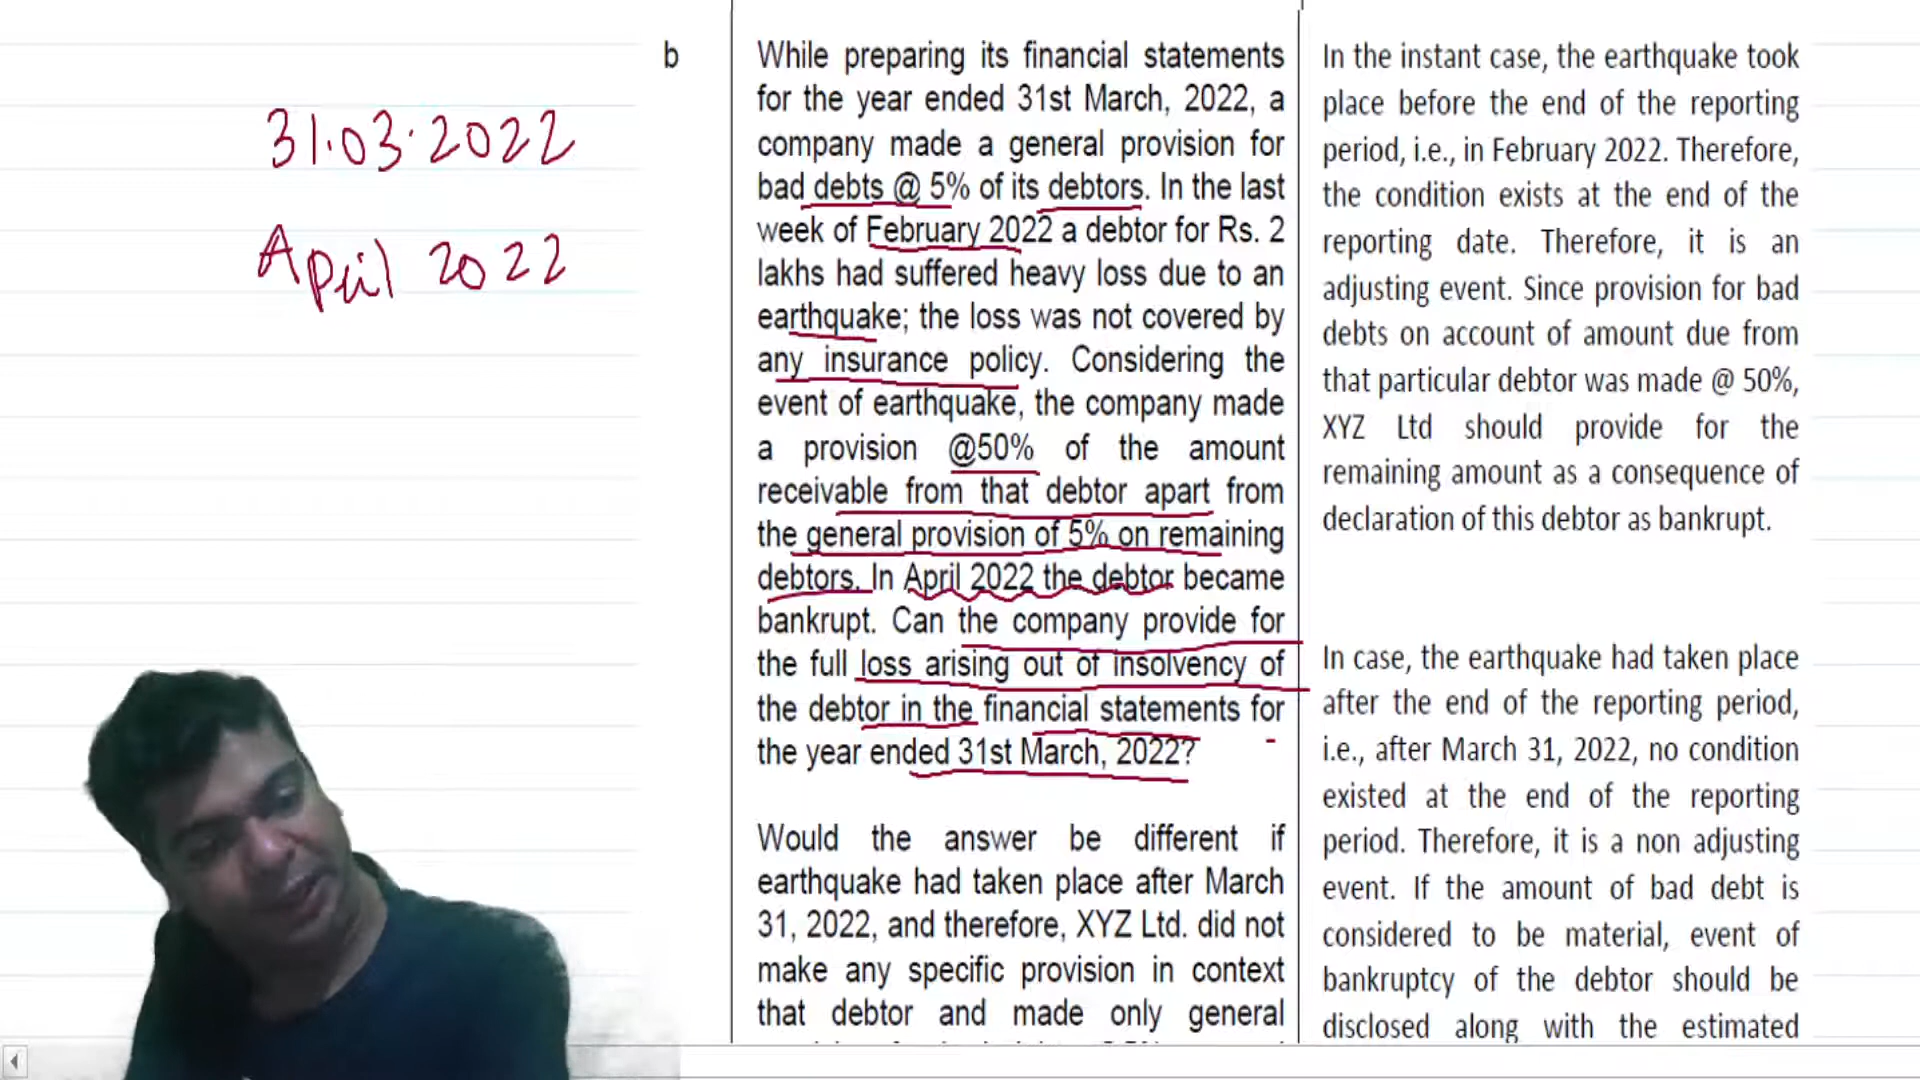 31.03.2022
April 2022
b
While preparing its financial statements
for the year ended 31st March, 2022, a
company made a general provision for
bad debts @ 5% of its debtors. In the last
week of February 2022 a debtor for Rs. 2
lakhs had suffered heavy loss due to an
earthquake; the loss was not covered by
any insurance policy. Considering the
event of earthquake, the company made
a provision @50% of the amount
receivable from that debtor apart from
the general provision of 5% on remaining
debtors. In April 2022 the debtor became
bankrupt. Can the company provide for
the full loss arising out of insolvency of
the debtor in the financial statements for
the year ended 31st March, 2022?
Would the answer be different if
earthquake had taken place after March
31, 2022, and therefore, XYZ Ltd. did not
make any specific provision in context
that debtor and made only general
In the instant case, the earthquake took
place before the end of the reporting
period, i.e., in February 2022. Therefore,
the condition exists at the end of the
reporting date. Therefore, it is an
adjusting event. Since provision for bad
debts on account of amount due from
that particular debtor was made @ 50%,
XYZ Ltd should provide for the
remaining amount as a consequence of
declaration of this debtor as bankrupt.
In case, the earthquake had taken place
after the end of the reporting period,
i.e., after March 31, 2022, no condition
existed at the end of the reporting
period. Therefore, it is a non adjusting
event. If the amount of bad debt is
considered to be material, event of
bankruptcy of the debtor should be
disclosed along with the estimated